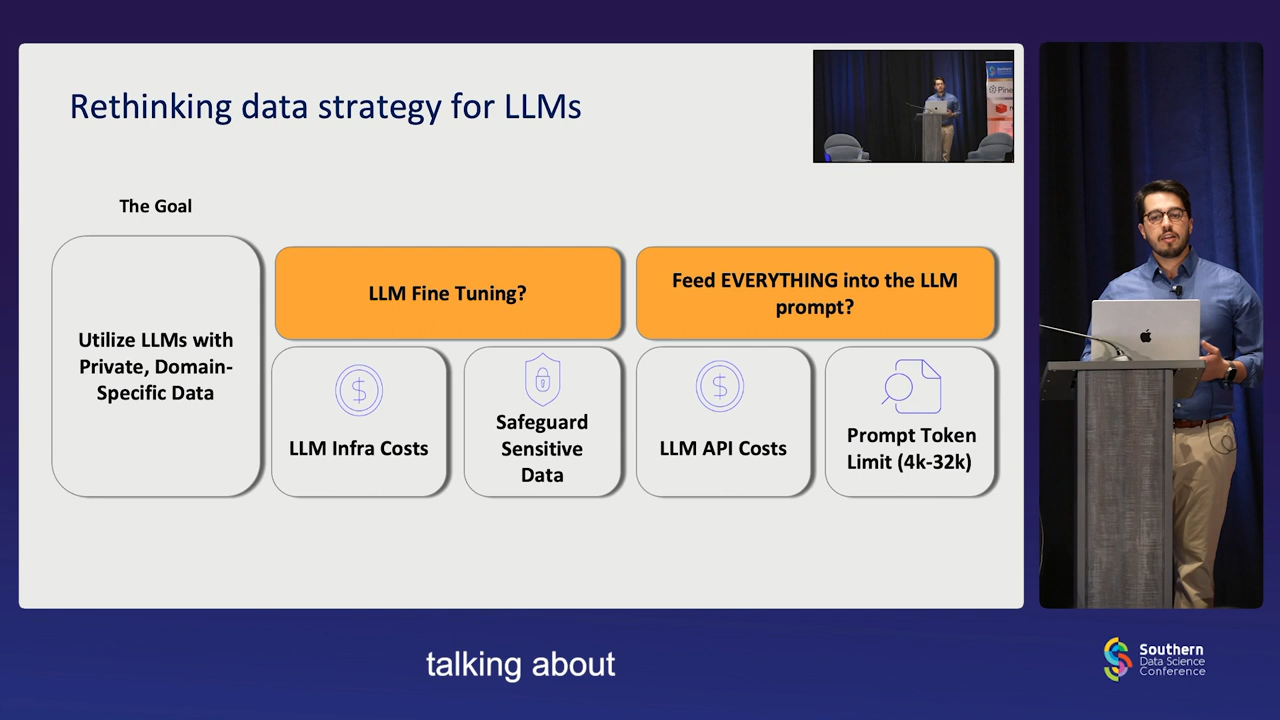 Rethinking data strategy for LLMs
The Goal
Utilize LLMs with
Private, Domain-
Specific Data
LLM Fine Tuning?
Feed EVERYTHING into the LLM
prompt?
LLM Infra Costs
Safeguard
Sensitive
Data
LLM API Costs
Prompt Token
Limit (4k-32k)
talking about
Southern
Data Science
Conference